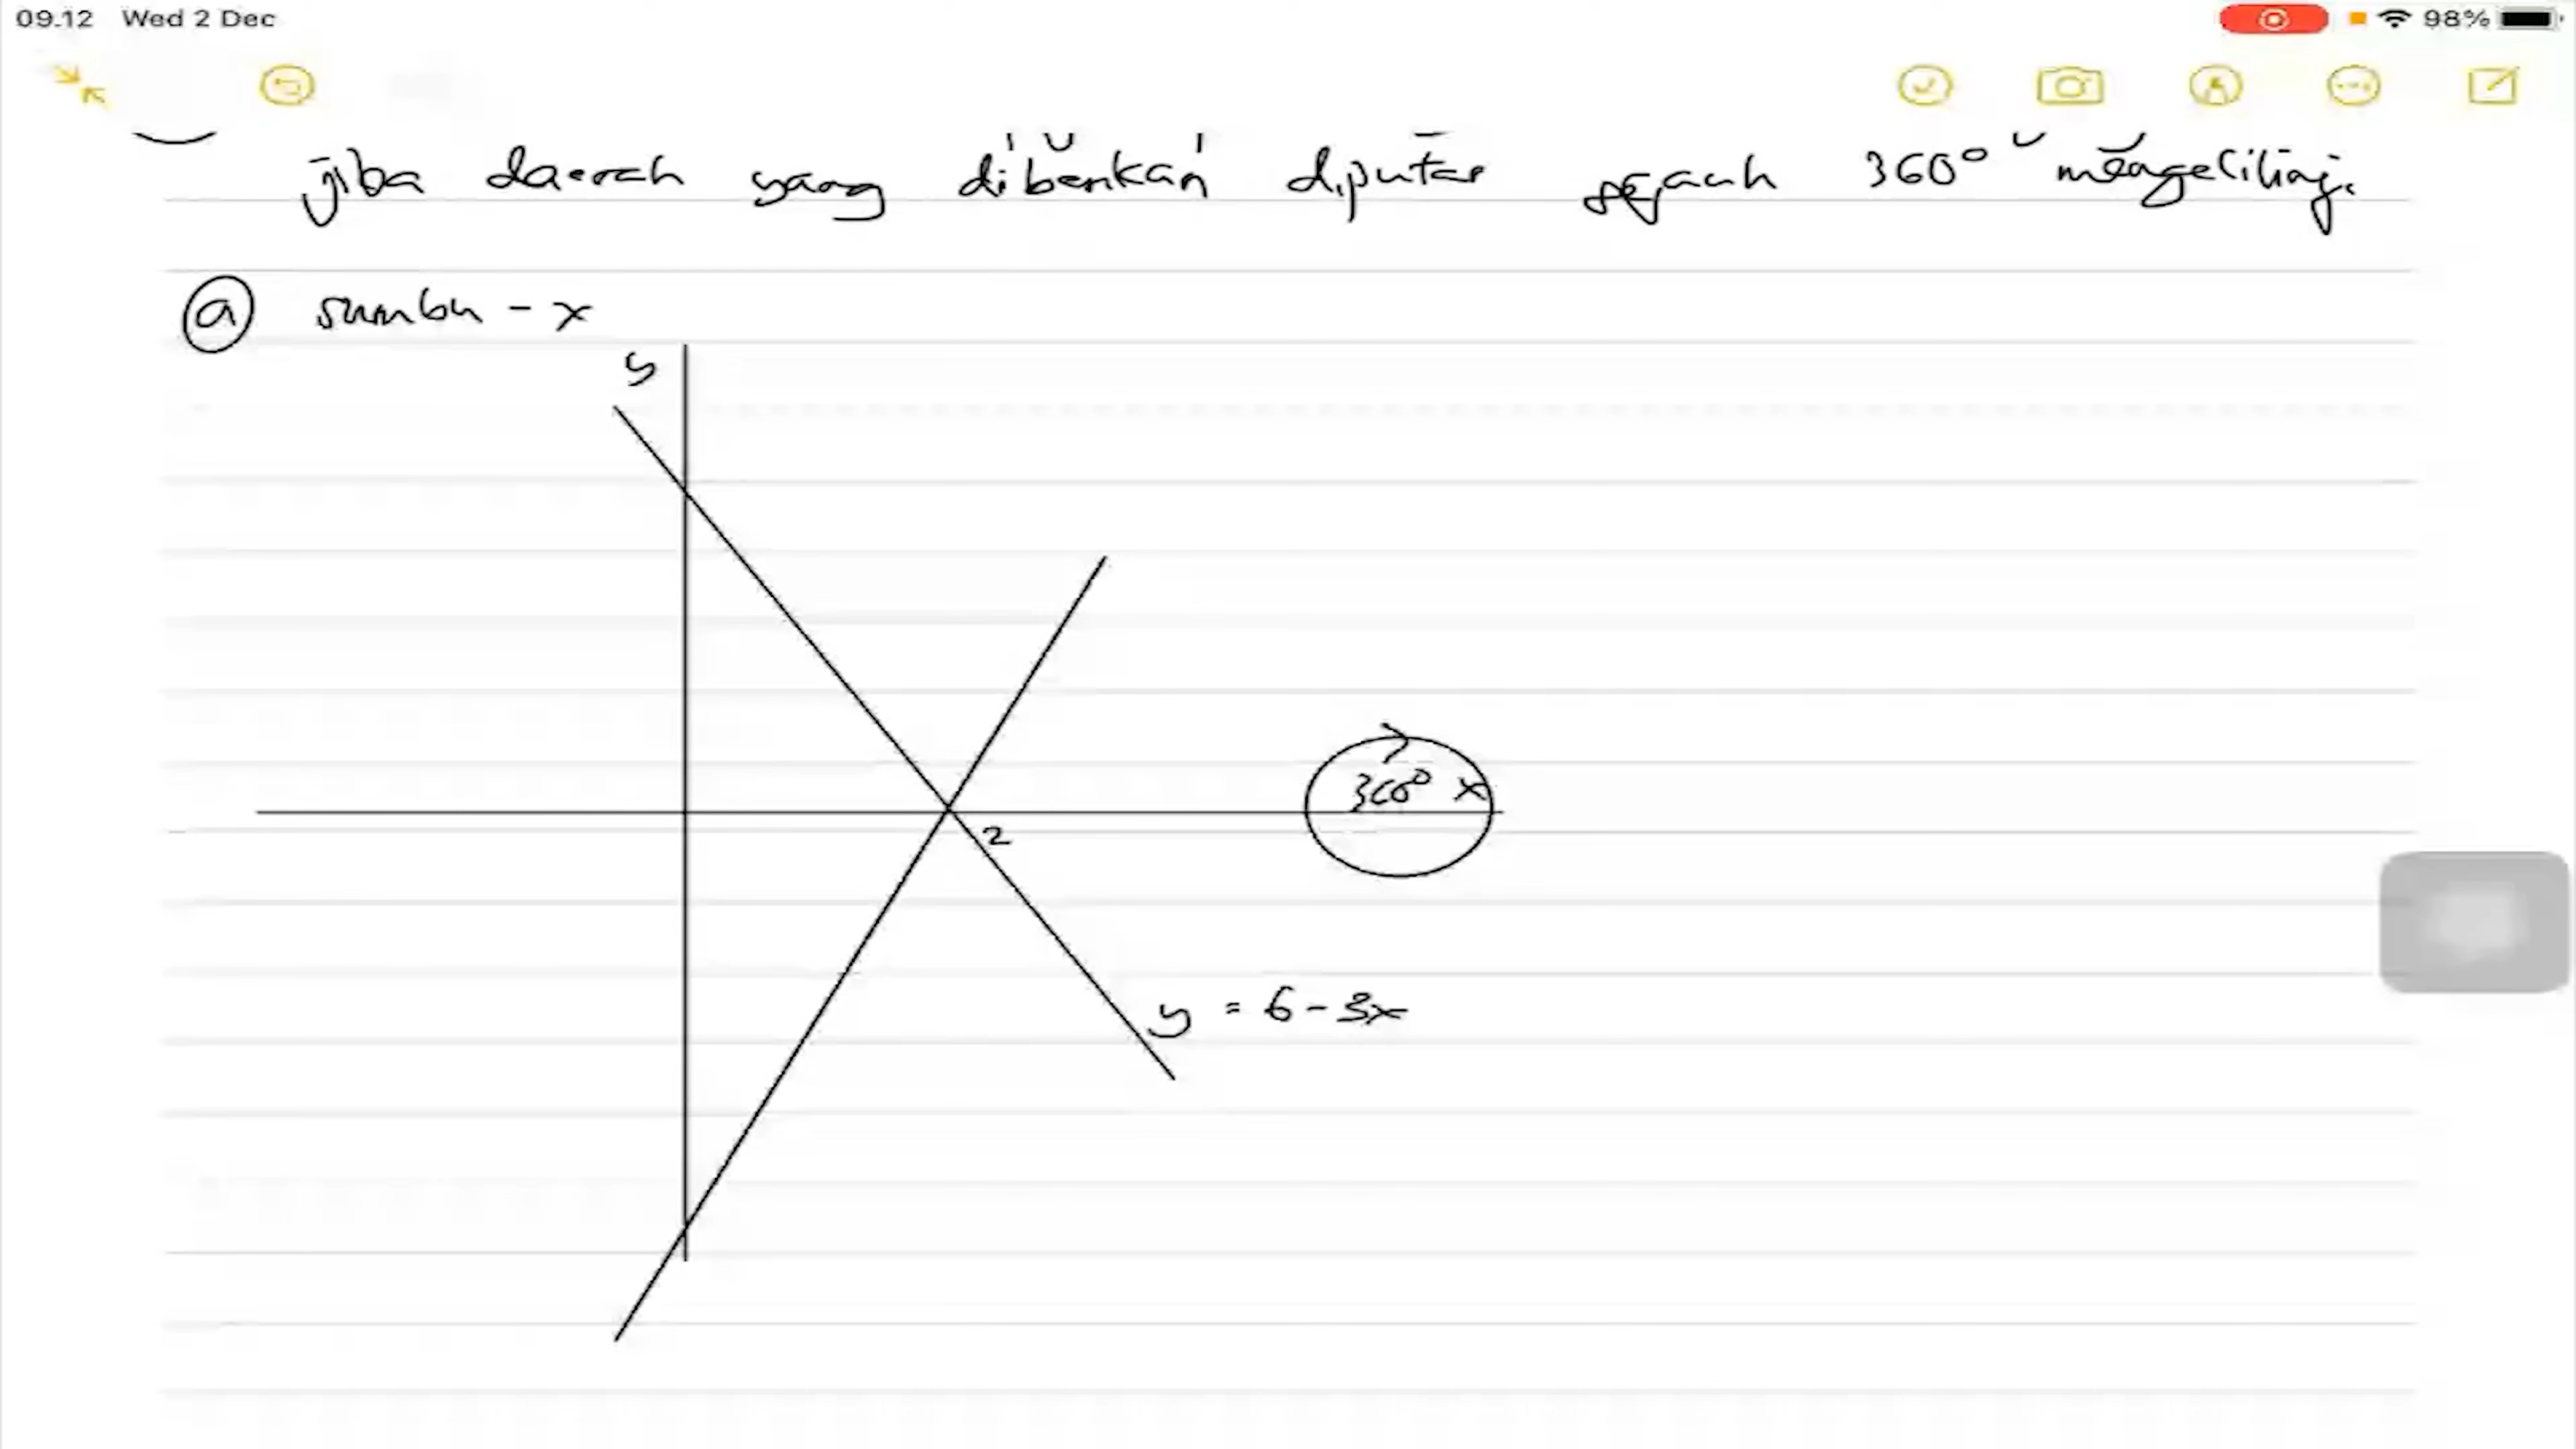 09.12 Wed 2 Dec 98%
jika daerah yang diberikan diputar sejauh 360° mengelilingi
a sumbu - x
y
360° x
2
y = 6 - 3x